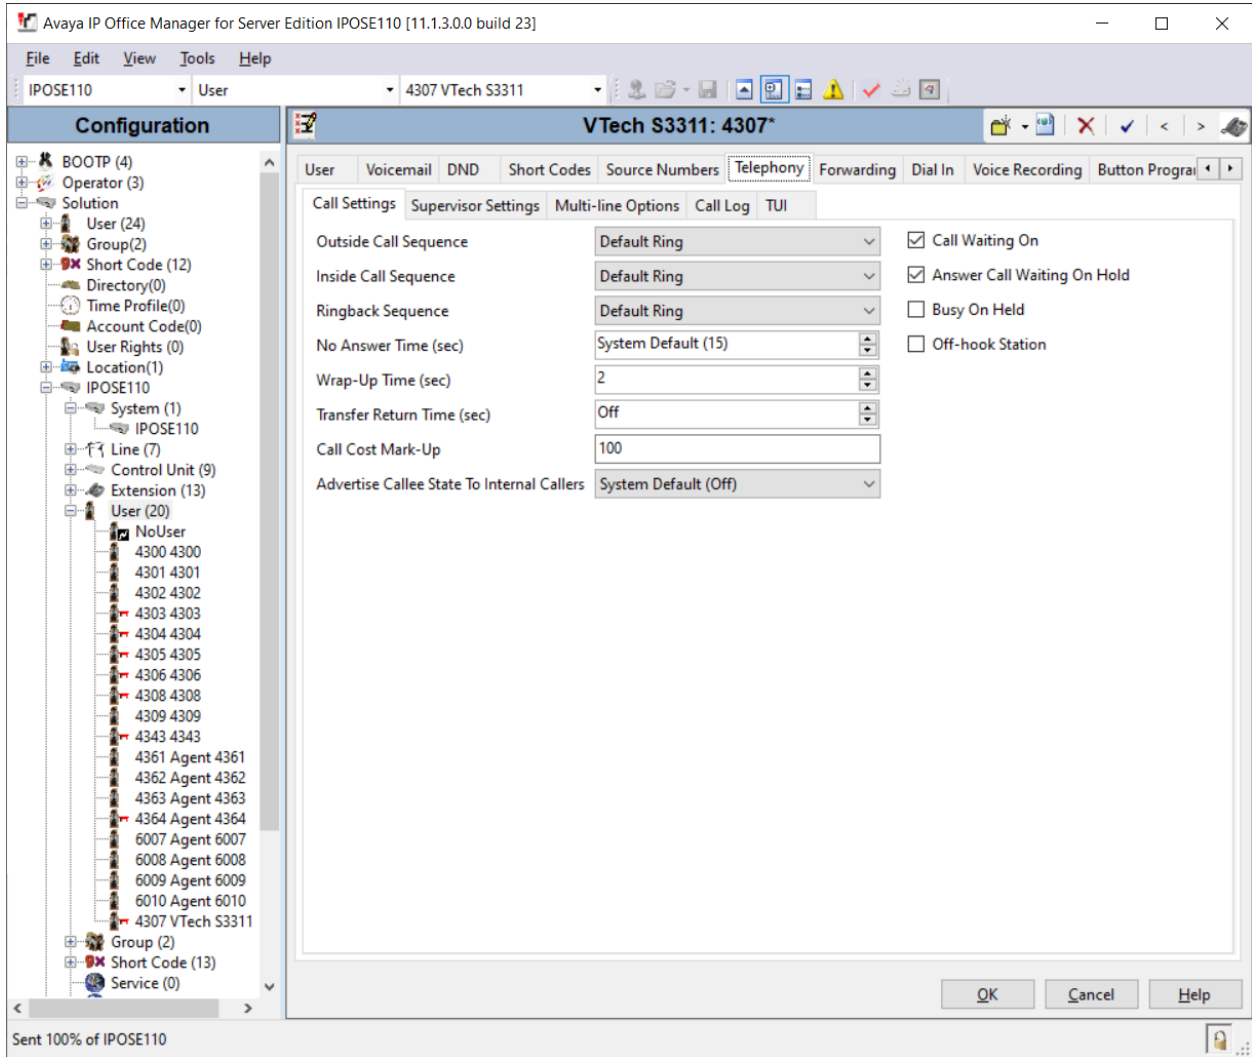 Avaya IP Office Manager for Server Edition IPOSE110 [11.1.3.0.0 build 23]
File Edit View Tools Help
IPOSE110 User 4307 VTech S3311
Configuration
VTech S3311: 4307*
BOOTP (4)
Operator (3)
Solution
User (24)
Group(2)
Short Code (12)
Directory(0)
Time Profile(0)
Account Code(0)
User Rights (0)
Location(1)
IPOSE110
System (1)
IPOSE110
Line (7)
Control Unit (9)
Extension (13)
User (20)
NoUser
4300 4300
4301 4301
4302 4302
4303 4303
4304 4304
4305 4305
4306 4306
4308 4308
4309 4309
4343 4343
4361 Agent 4361
4362 Agent 4362
4363 Agent 4363
4364 Agent 4364
6007 Agent 6007
6008 Agent 6008
6009 Agent 6009
6010 Agent 6010
4307 VTech S3311
Group (2)
Short Code (13)
Service (0)
User Voicemail DND Short Codes Source Numbers Telephony Forwarding Dial In Voice Recording Button Prograi
Call Settings Supervisor Settings Multi-line Options Call Log TUI
Outside Call Sequence Default Ring
Inside Call Sequence Default Ring
Ringback Sequence Default Ring
No Answer Time (sec) System Default (15)
Wrap-Up Time (sec) 2
Transfer Return Time (sec) Off
Call Cost Mark-Up 100
Advertise Callee State To Internal Callers System Default (Off)
Call Waiting On
Answer Call Waiting On Hold
Busy On Held
Off-hook Station
OK Cancel Help
Sent 100% of IPOSE110